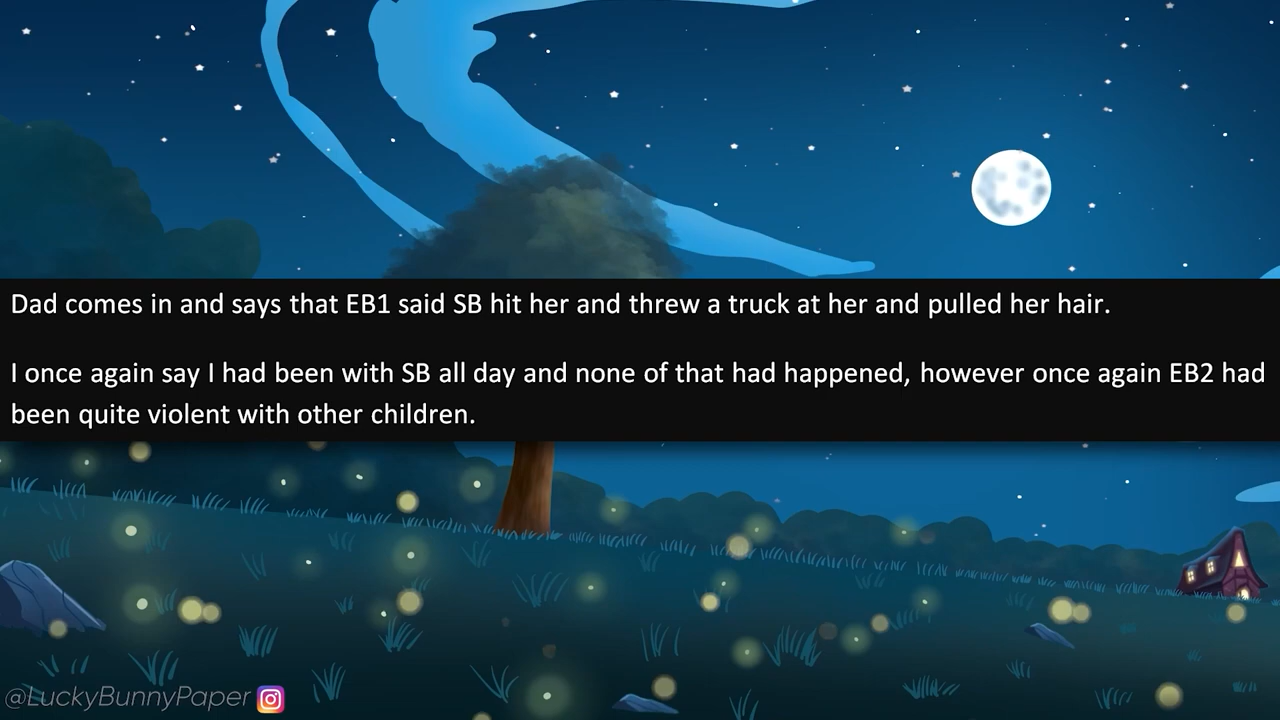 Dad comes in and says that EB1 said SB hit her and threw a truck at her and pulled her hair.
I once again say I had been with SB all day and none of that had happened, however once again EB2 had
been quite violent with other children.
@LuckyBunnyPaper